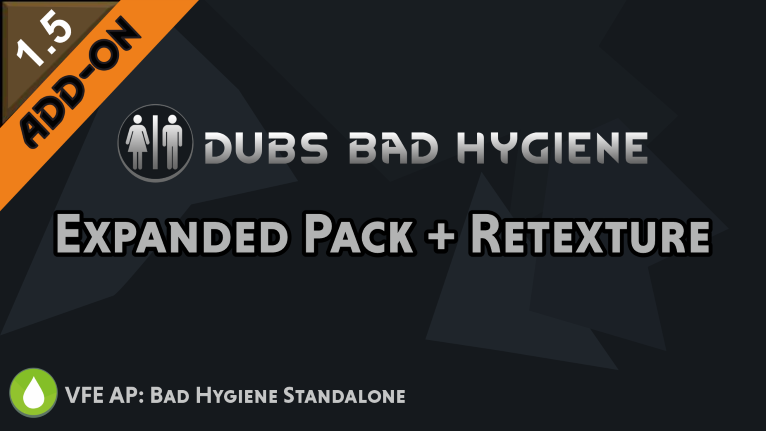 1.5
ADD-ON
DUBS BAD HYGIENE
EXPANDED PACK + RETEXTURE
VFE AP: BAD HYGIENE STANDALONE